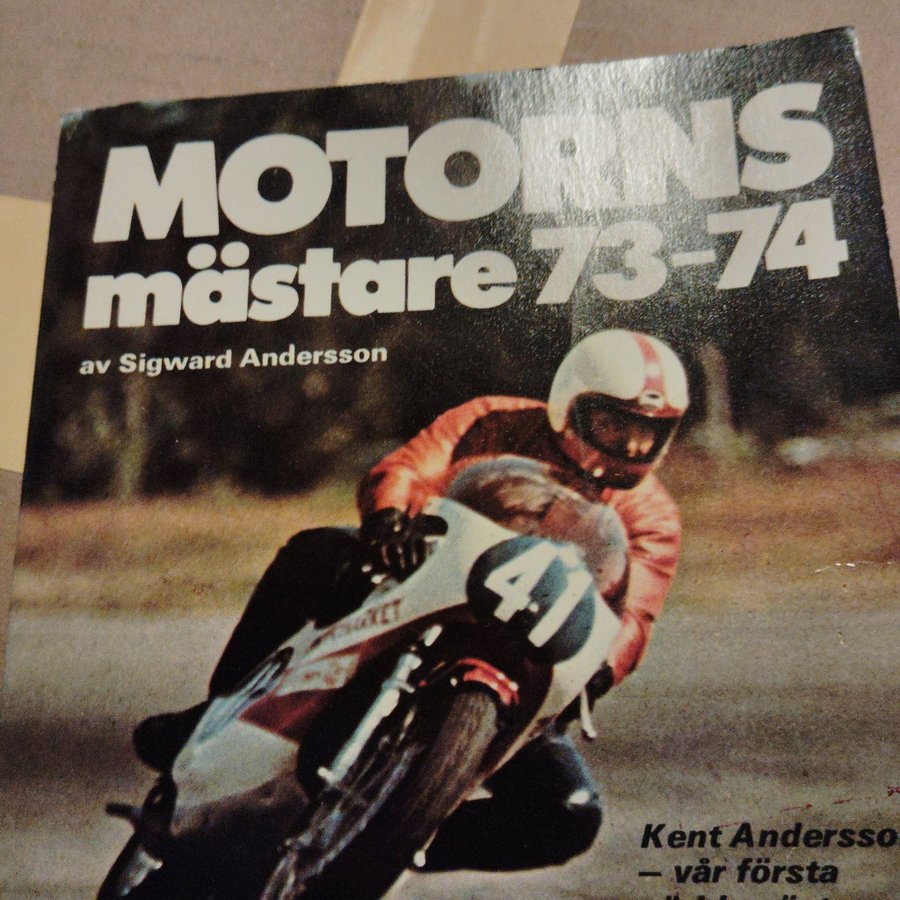 MOTORNS
mästare 73-74
av Sigward Andersson
41
Kent Andersso
– vår första